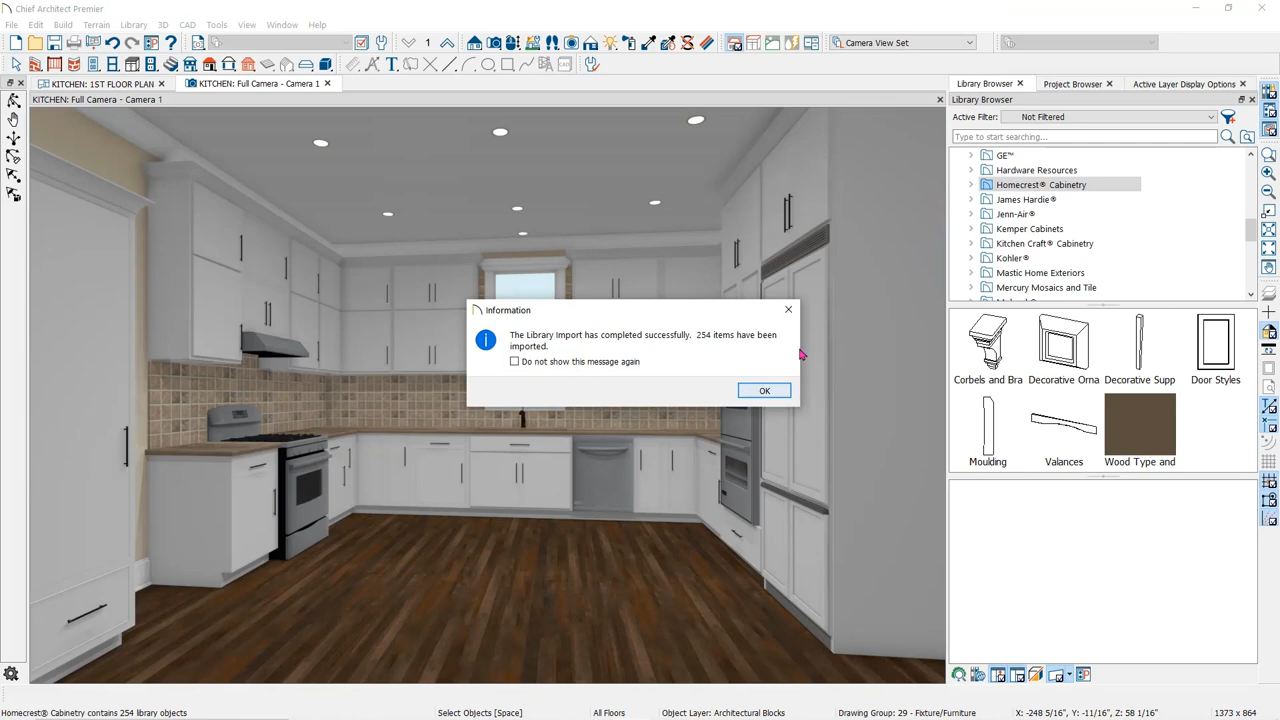 Chief Architect Premier
File Edit Build Terrain Library 3D CAD Tools View Window Help
1
Camera View Set
KITCHEN: 1ST FLOOR PLAN
KITCHEN: Full Camera - Camera 1
Library Browser
Project Browser
Active Layer Display Options
KITCHEN: Full Camera - Camera 1
Library Browser
Active Filter: Not Filtered
Type to start searching...
GE™
Hardware Resources
Homecrest® Cabinetry
James Hardie®
Jenn-Air®
Kemper Cabinets
Kitchen Craft® Cabinetry
Kohler®
Mastic Home Exteriors
Mercury Mosaics and Tile
Information
The Library Import has completed successfully. 254 items have been
imported.
Do not show this message again
OK
Corbels and Bra Decorative Orna Decorative Supp Door Styles
Moulding Valances Wood Type and
Homecrest® Cabinetry contains 254 library objects
Select Objects [Space]
All Floors
Object Layer: Architectural Blocks
Drawing Group: 29 - Fixture/Furniture
X: -248 5/16", Y: -11/16", Z: 58 1/16"
1373 x 864